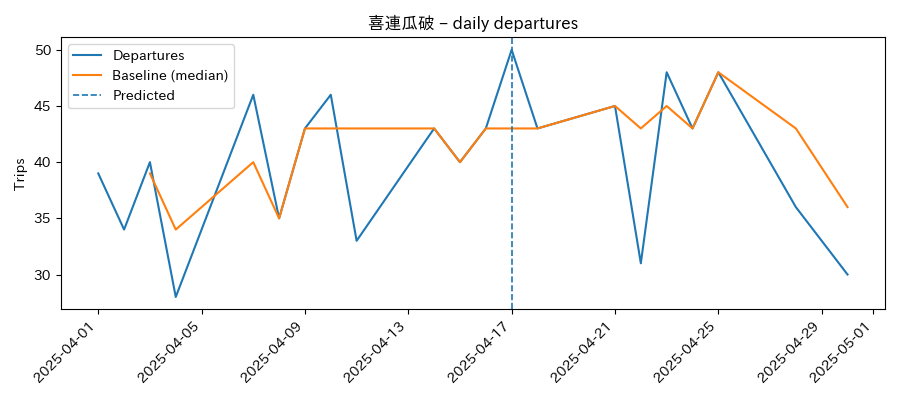 喜連瓜破 – daily departures
Departures
Baseline (median)
Predicted
Trips
50
45
40
35
30
2025-04-01
2025-04-05
2025-04-09
2025-04-13
2025-04-17
2025-04-21
2025-04-25
2025-04-29
2025-05-01